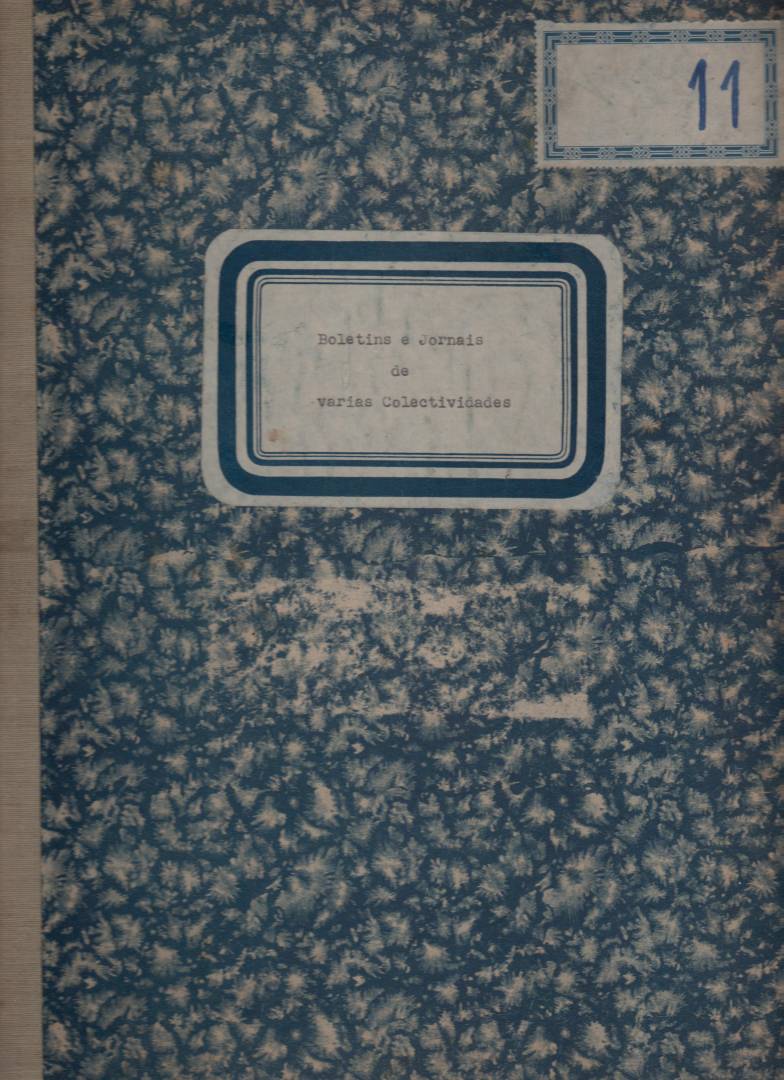 11
Boletins e Jornais
de
varias Colectividades